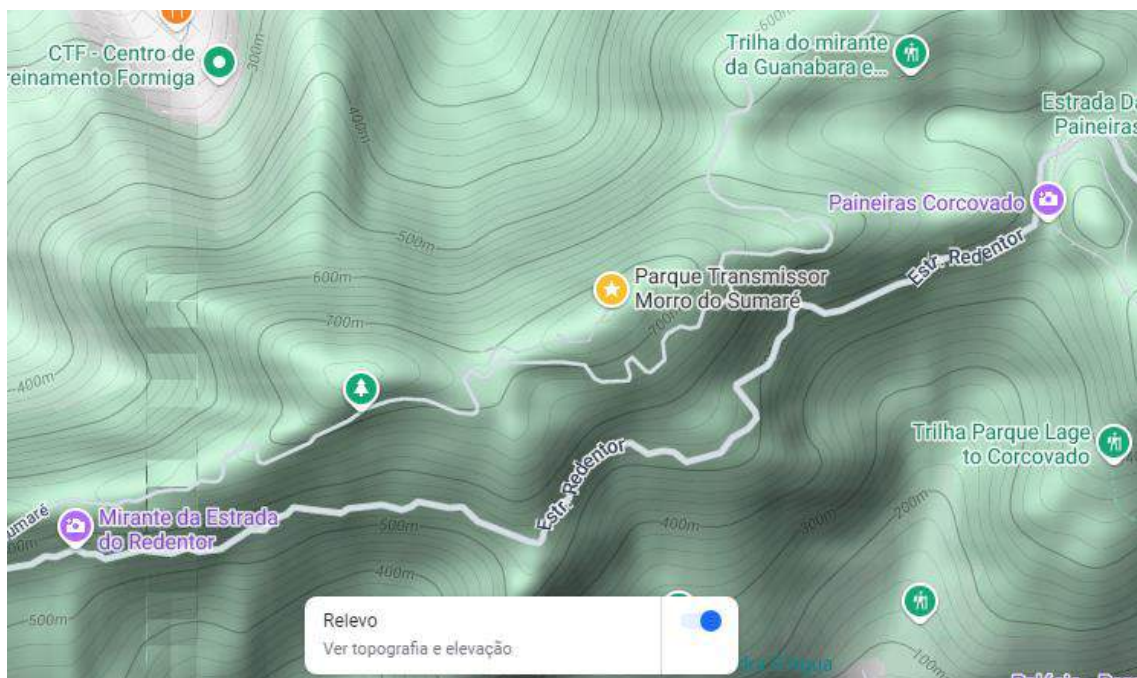 CTF - Centro de
reinamento Formiga
300m
600m
Trilha do mirante
da Guanabara e...
Estrada Da
Paineiras
400m
Paineiras Corcovado
500m
Estr. Redentor
600m
Parque Transmissor
Morro do Sumaré
700m
700m
400m
Trilha Parque Lage
to Corcovado
Estr. Redentor
umaré
Mirante da Estrada
do Redentor
500m
400m
300m
200m
400m
500m
100m
Relevo
Ver topografia e elevação